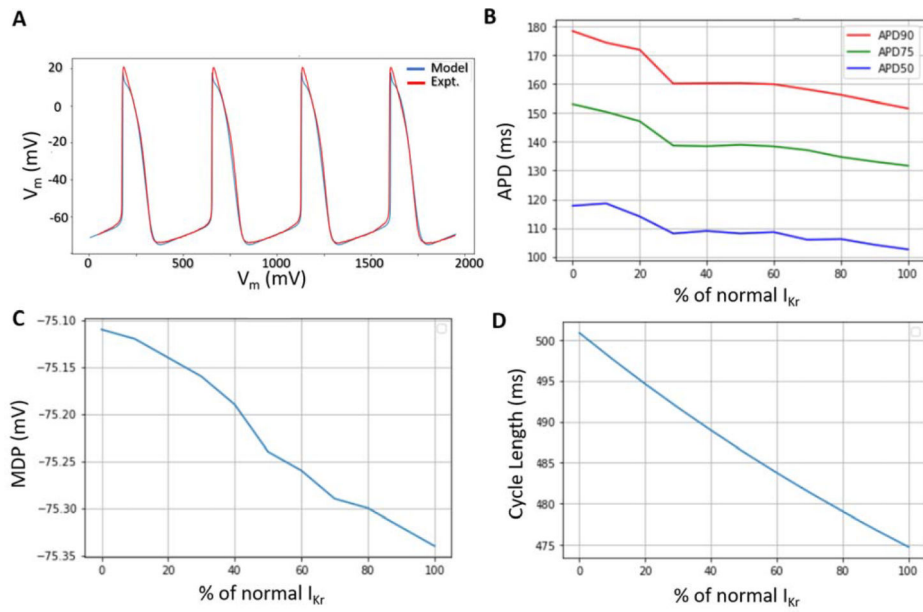 A
20
0
-20
-40
-60
Vm (mV)
0
500
1000
1500
2000
Vm (mV)
Model
Expt.
B
180
170
160
150
140
130
120
110
100
APD (ms)
0 20 40 60 80 100
% of normal IKr
APD90
APD75
APD50
C
−75.10
−75.15
−75.20
−75.25
−75.30
−75.35
MDP (mV)
0 20 40 60 80 100
% of normal IKr
D
500
495
490
485
480
475
Cycle Length (ms)
0 20 40 60 80 100
% of normal IKr